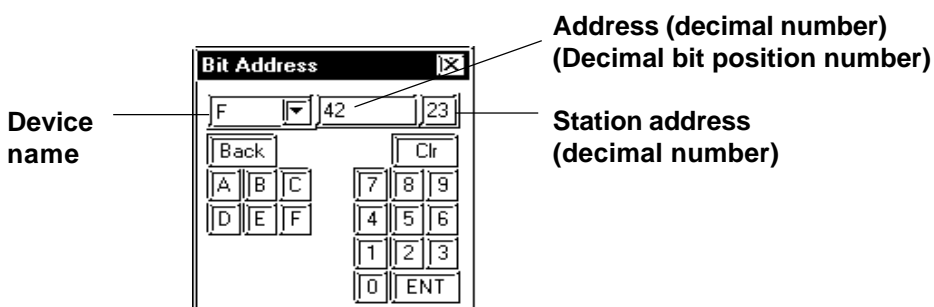 Address (decimal number)
(Decimal bit position number)
Bit Address
F 42 23
Device
name
Station address
(decimal number)
Back Clr
A B C 7 8 9
D E F 4 5 6
1 2 3
0 ENT